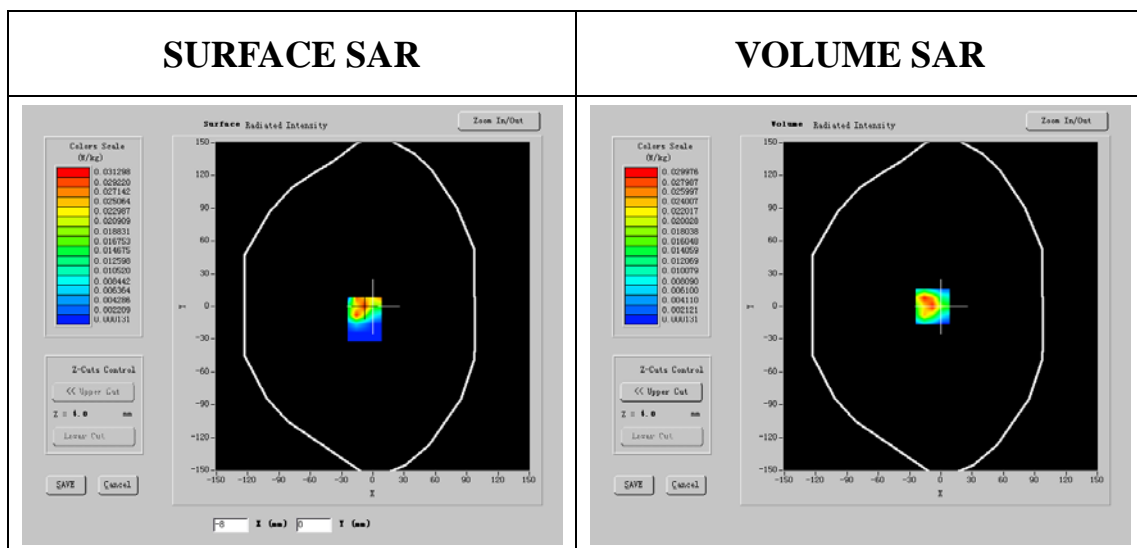 SURFACE SAR
VOLUME SAR
Surface Radiated Intensity
Zoom In/Out
Colors Scale
(W/kg)
0.031298
0.029220
0.027142
0.025064
0.022987
0.020909
0.018831
0.016753
0.014675
0.012598
0.010520
0.008442
0.006364
0.004286
0.002209
0.000131
150
90
60
30
0
-30
-60
-90
-120
-150
Y
-150 -120 -90 -60 -30 0 30 60 90 120 150
X
Z-Cuts Control
<< Upper Cut
Z = 4.0 mm
Lower Cut
SAVE
Cancel
-8 X (mm) 0 Y (mm)
Volume Radiated Intensity
Zoom In/Out
Colors Scale
(W/kg)
0.029976
0.027987
0.025997
0.024007
0.022017
0.020028
0.018038
0.016048
0.014059
0.012069
0.010079
0.008090
0.006100
0.004110
0.002121
0.000131
150
90
60
30
0
-30
-60
-90
-120
-150
Y
-150 -120 -90 -60 -30 0 30 60 90 120 150
X
Z-Cuts Control
<< Upper Cut
Z = 4.0 mm
Lower Cut
SAVE
Cancel